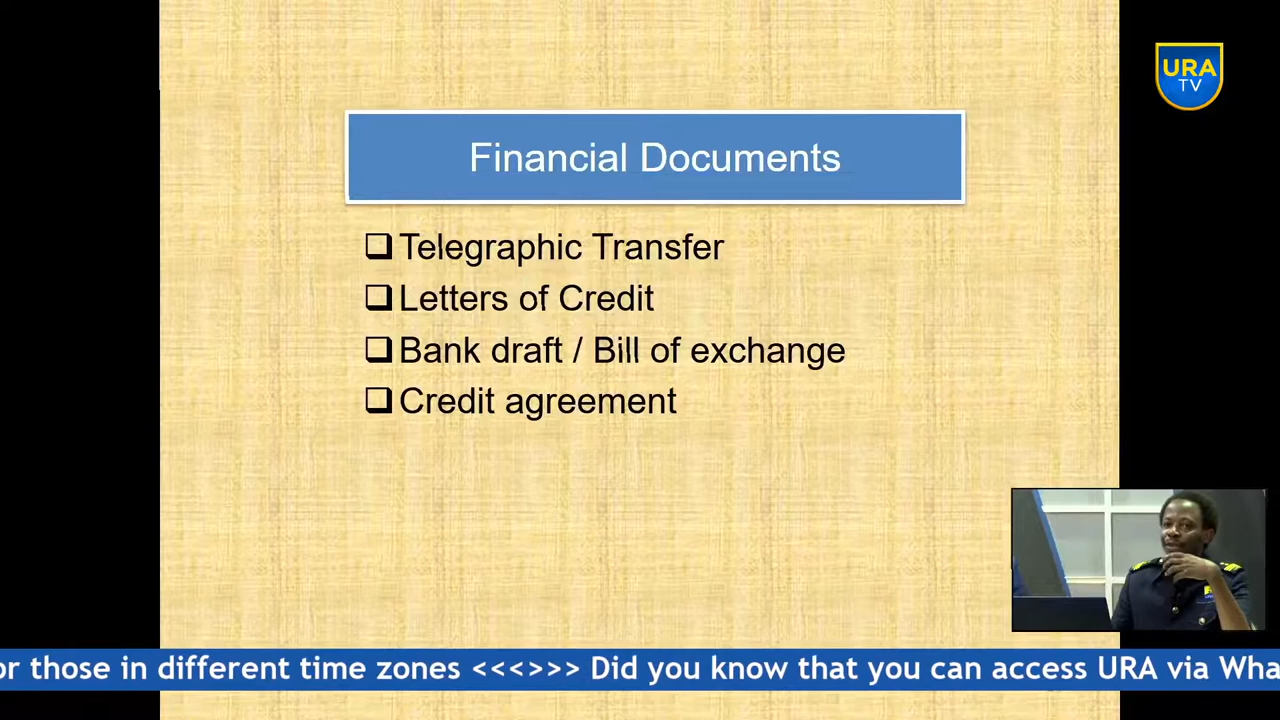 URA
TV
Financial Documents
Telegraphic Transfer
Letters of Credit
Bank draft / Bill of exchange
Credit agreement
or those in different time zones <<<>>> Did you know that you can access URA via Wha